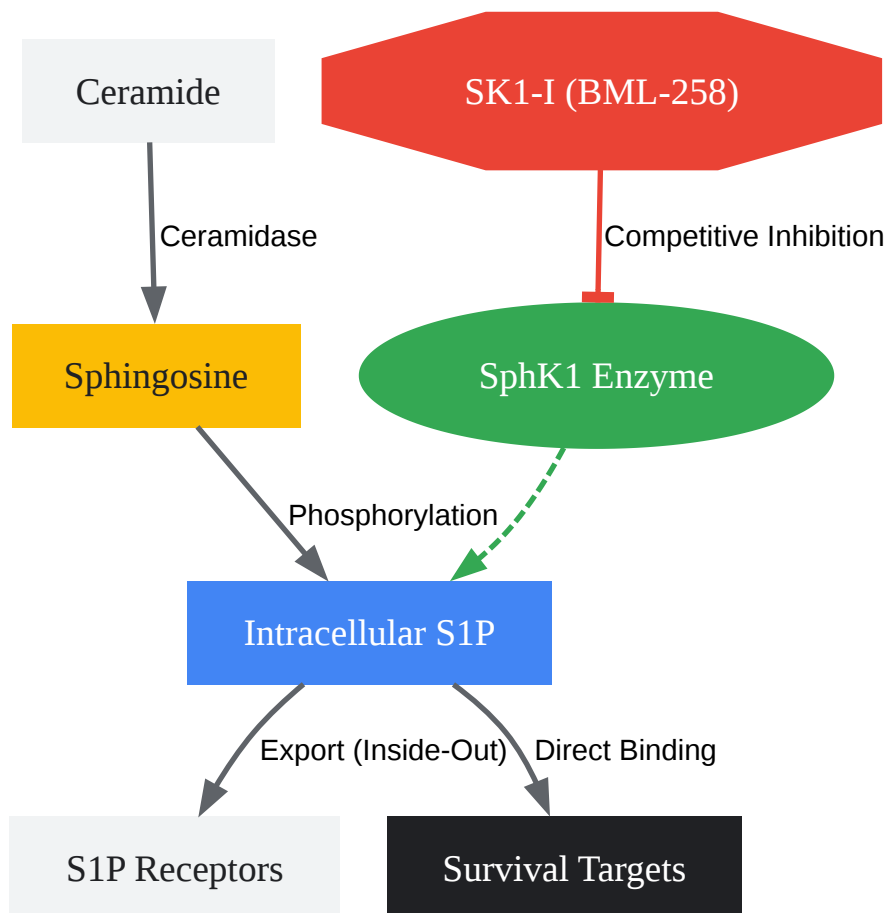 Ceramide
SK1-I (BML-258)
Ceramidase
Competitive Inhibition
Sphingosine
SphK1 Enzyme
Phosphorylation
Intracellular S1P
Export (Inside-Out)
Direct Binding
S1P Receptors
Survival Targets